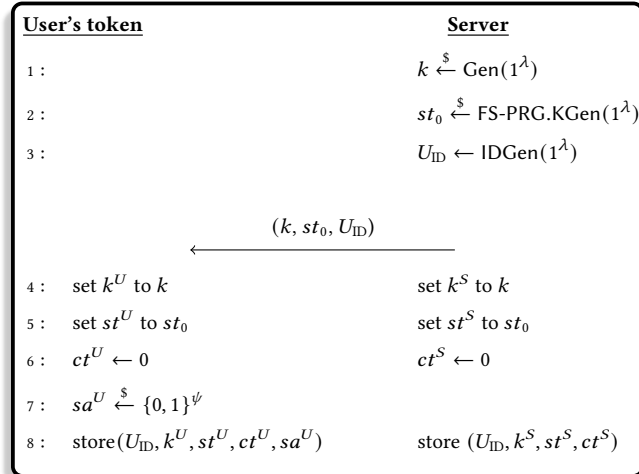 User's token Server
1 : k ←$ Gen(1^λ)
2 : st_0 ←$ FS-PRG.KGen(1^λ)
3 : U_ID ← IDGen(1^λ)
(k, st_0, U_ID)
4 : set k^U to k set k^S to k
5 : set st^U to st_0 set st^S to st_0
6 : ct^U ← 0 ct^S ← 0
7 : sa^U ←$ {0, 1}^ψ
8 : store(U_ID, k^U, st^U, ct^U, sa^U) store (U_ID, k^S, st^S, ct^S)